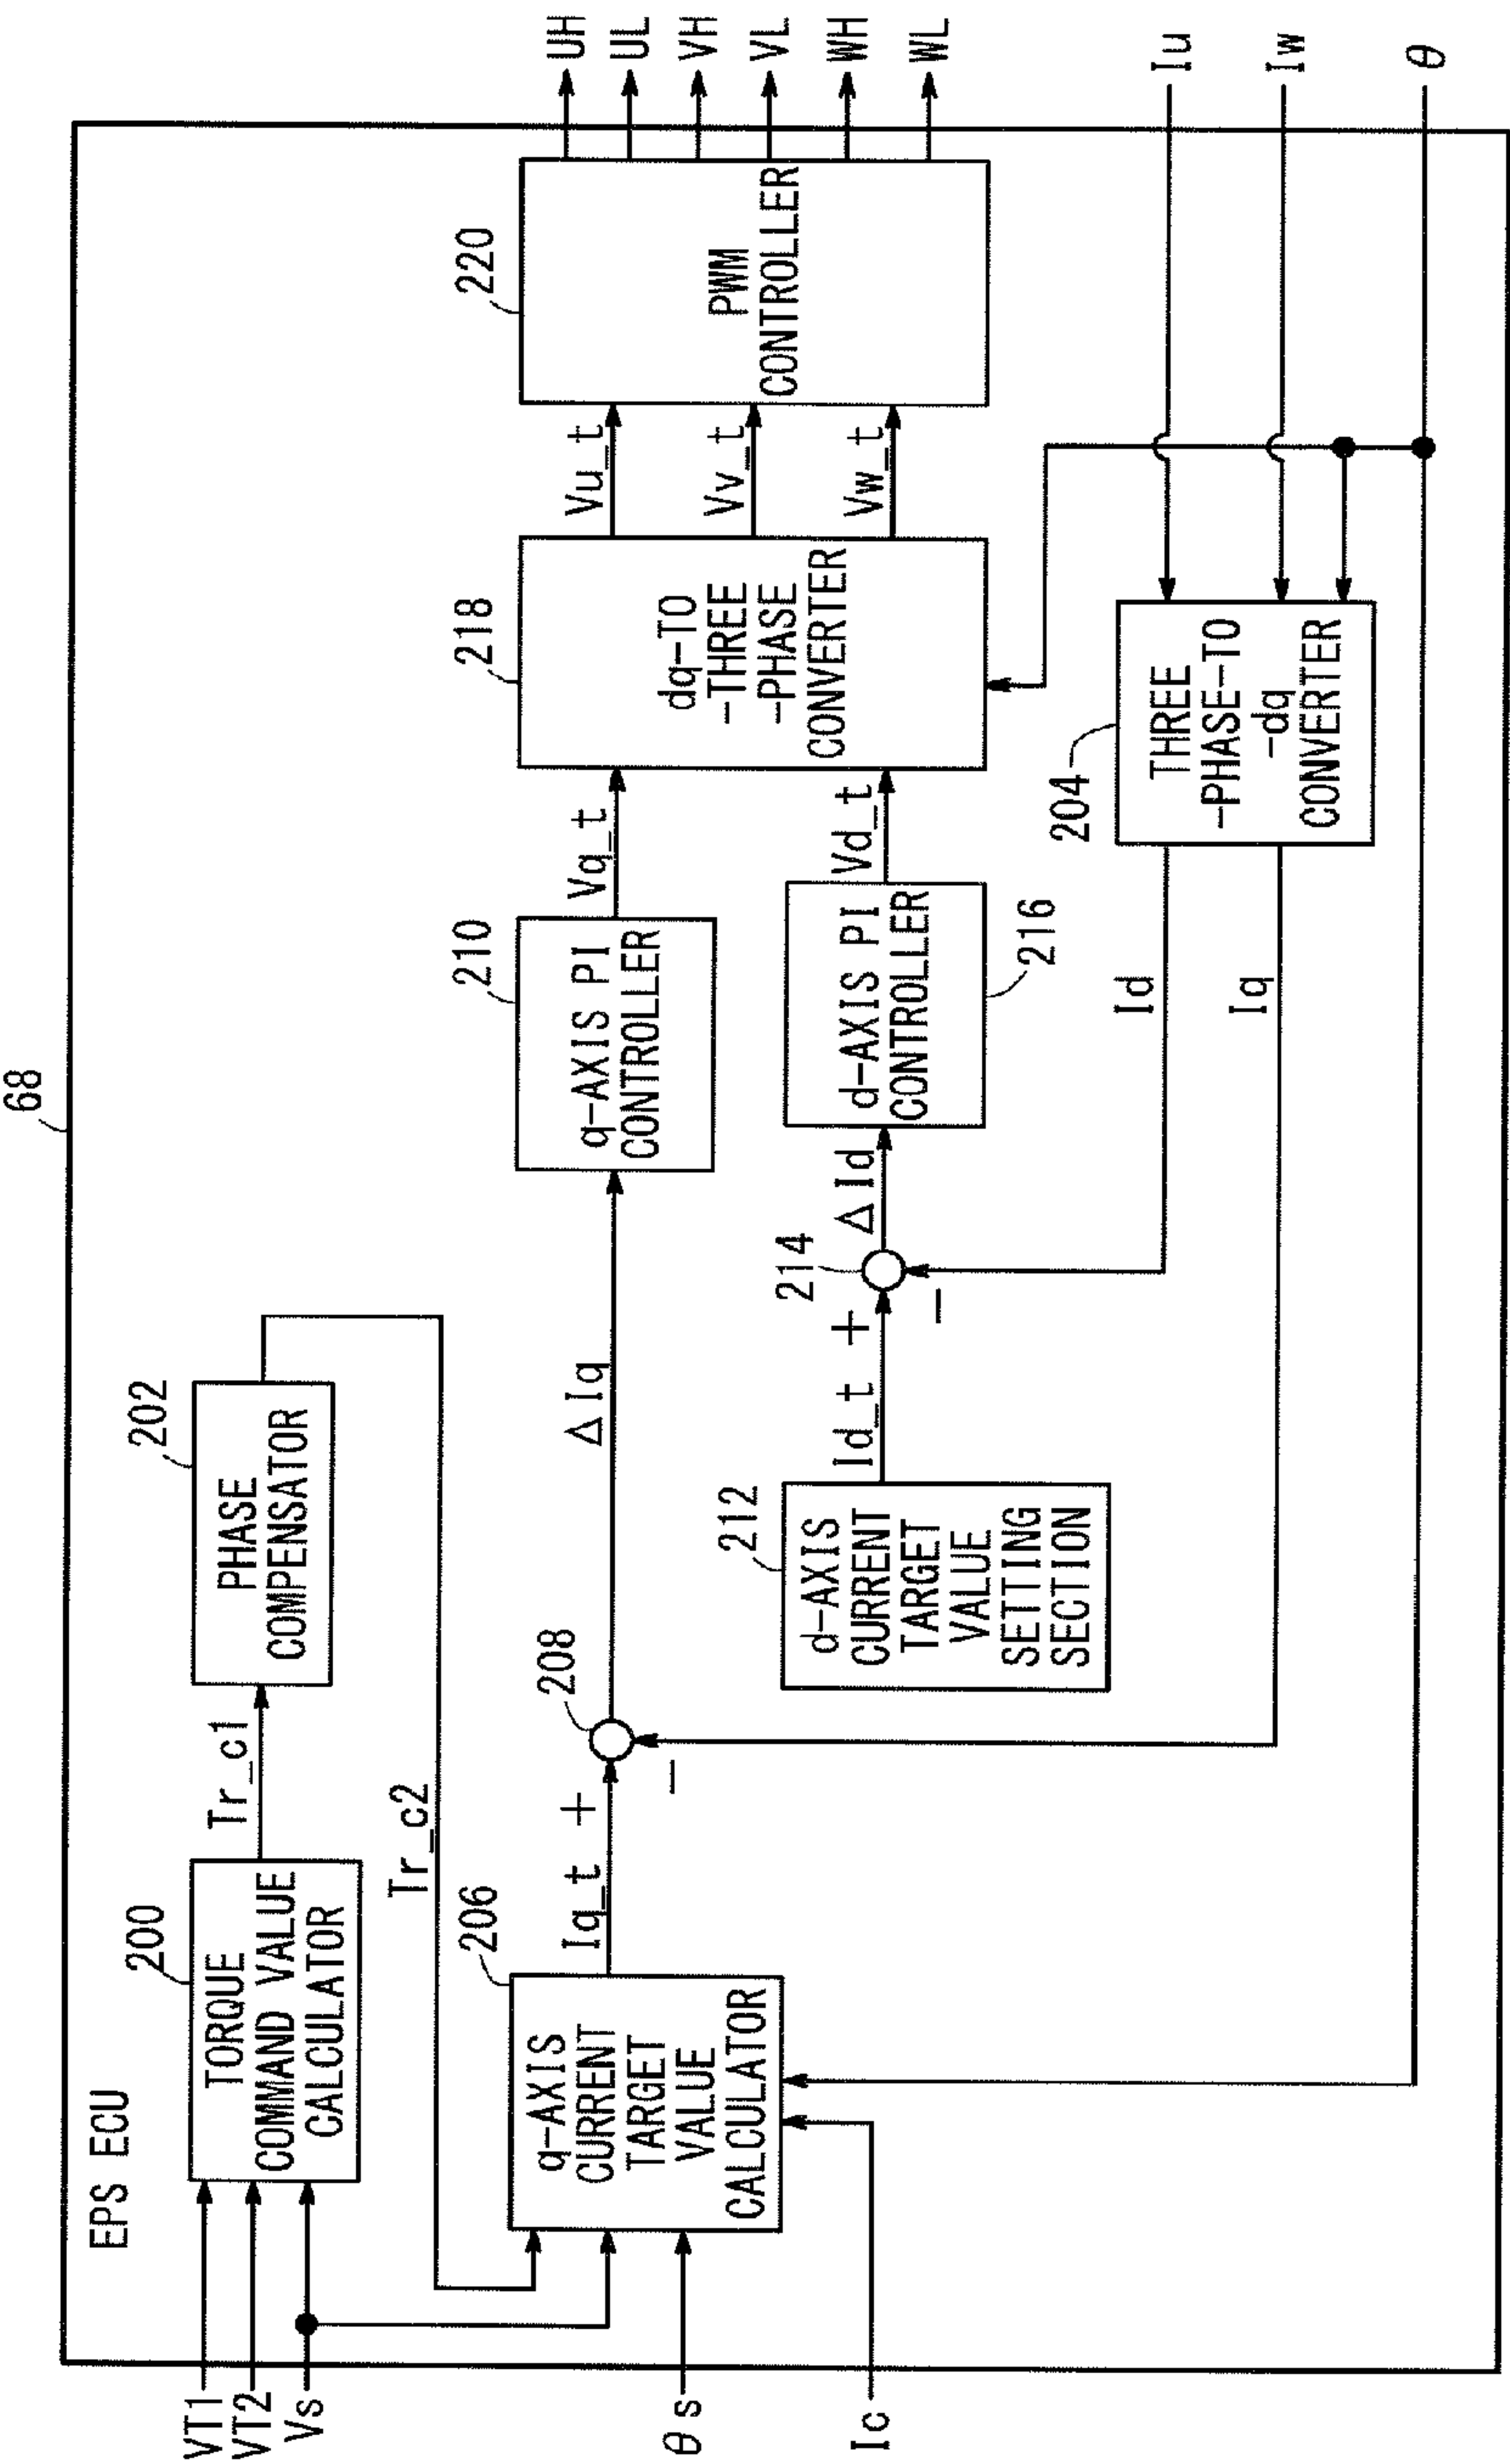 68
EPS ECU
VT1
VT2
Vs
200
TORQUE
COMMAND VALUE
CALCULATOR
Tr_c1
202
PHASE
COMPENSATOR
Tr_c2
206
q-AXIS
CURRENT
TARGET
VALUE
CALCULATOR
θs
Ic
Iq_t
+
−
208
ΔIq
210
q-AXIS PI
CONTROLLER
Vq_t
212
d-AXIS
CURRENT
TARGET
VALUE
SETTING
SECTION
Id_t
+
−
214
ΔId
d-AXIS PI
CONTROLLER
216
Vd_t
218
dq-TO
-THREE
-PHASE
CONVERTER
Vu_t
Vv_t
Vw_t
220
PWM
CONTROLLER
UH
UL
VH
VL
WH
WL
Id
Iq
204
THREE
-PHASE-TO
-dq
CONVERTER
Iu
Iw
θ